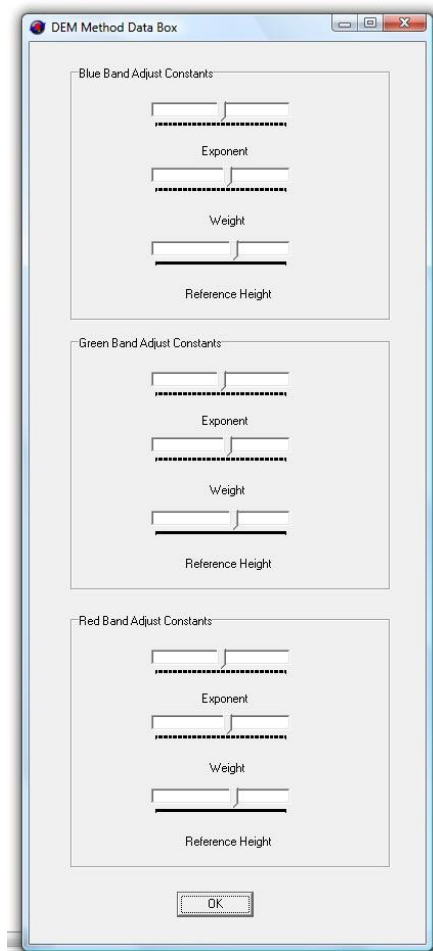 DEM Method Data Box
Blue Band Adjust Constants
Exponent
Weight
Reference Height
Green Band Adjust Constants
Exponent
Weight
Reference Height
Red Band Adjust Constants
Exponent
Weight
Reference Height
OK